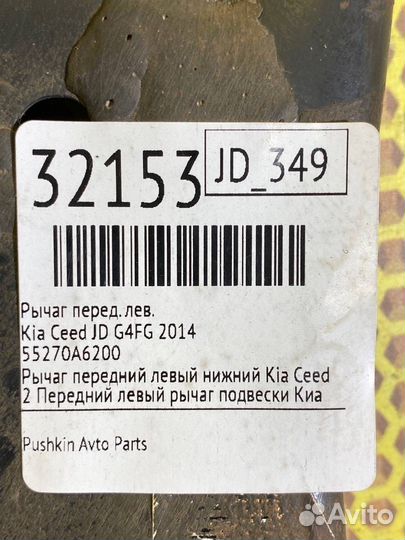 32153
JD_349
Рычаг перед.лев.
Kia Ceed JD G4FG 2014
55270A6200
Рычаг передний левый нижний Kia Ceed
2 Передний левый рычаг подвески Киа
Pushkin Avto Parts
Avito